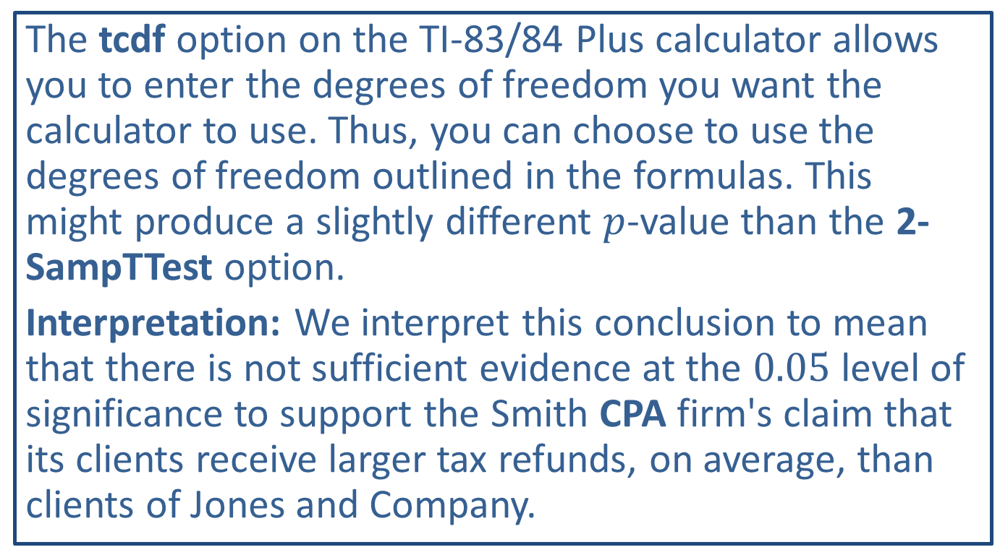 The tcdf option on the TI-83/84 Plus calculator allows
you to enter the degrees of freedom you want the
calculator to use. Thus, you can choose to use the
degrees of freedom outlined in the formulas. This
might produce a slightly different p-value than the 2-
SampTTest option.
Interpretation: We interpret this conclusion to mean
that there is not sufficient evidence at the 0.05 level of
significance to support the Smith CPA firm's claim that
its clients receive larger tax refunds, on average, than
clients of Jones and Company.